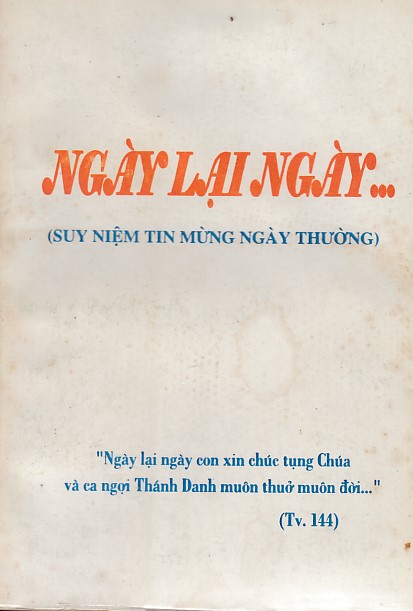 NGÀY LẠI NGÀY...
(SUY NIỆM TIN MỪNG NGÀY THƯỜNG)
"Ngày lại ngày con xin chúc tụng Chúa
và ca ngợi Thánh Danh muôn thuở muôn đời..."
(Tv. 144)